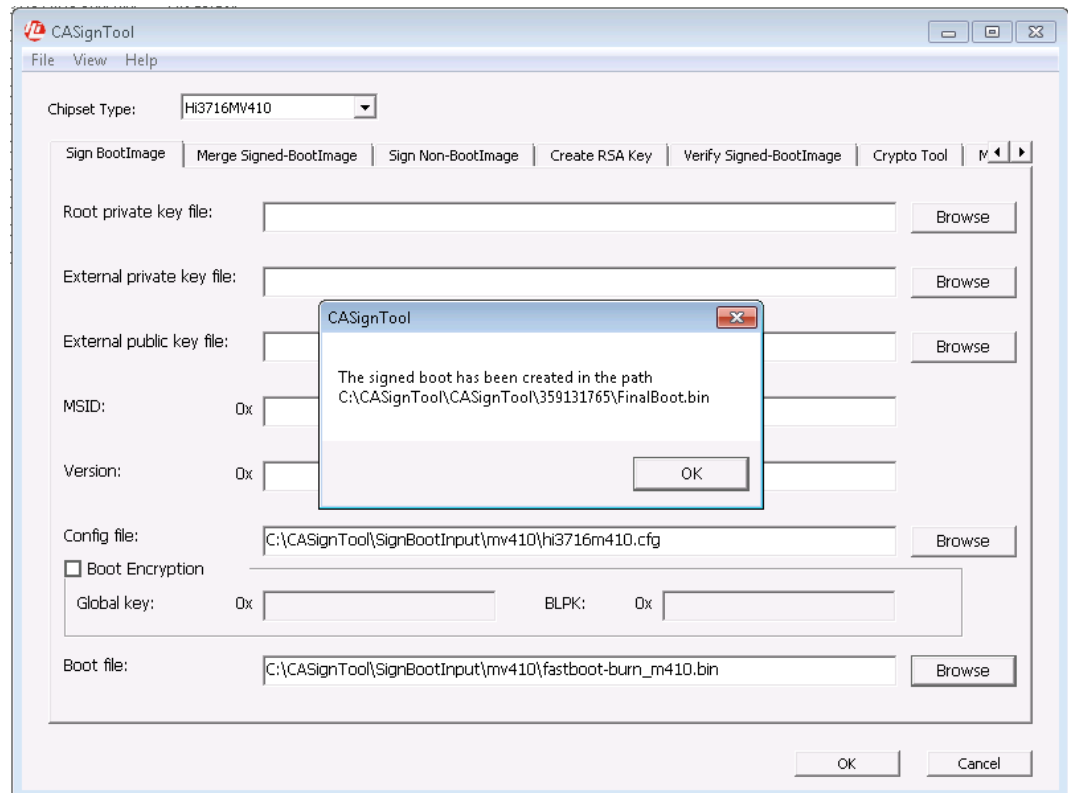 CASignTool
File View Help
Chipset Type: Hi3716MV410
Sign BootImage Merge Signed-BootImage Sign Non-BootImage Create RSA Key Verify Signed-BootImage Crypto Tool
Root private key file: Browse
External private key file: Browse
CASignTool
External public key file: Browse
The signed boot has been created in the path
C:\CASignTool\CASignTool\359131765\FinalBoot.bin
MSID: 0x
Version: 0x
OK
Config file: C:\CASignTool\SignBootInput\mv410\hi3716m410.cfg Browse
Boot Encryption
Global key: 0x BLPK: 0x
Boot file: C:\CASignTool\SignBootInput\mv410\fastboot-burn_m410.bin Browse
OK Cancel